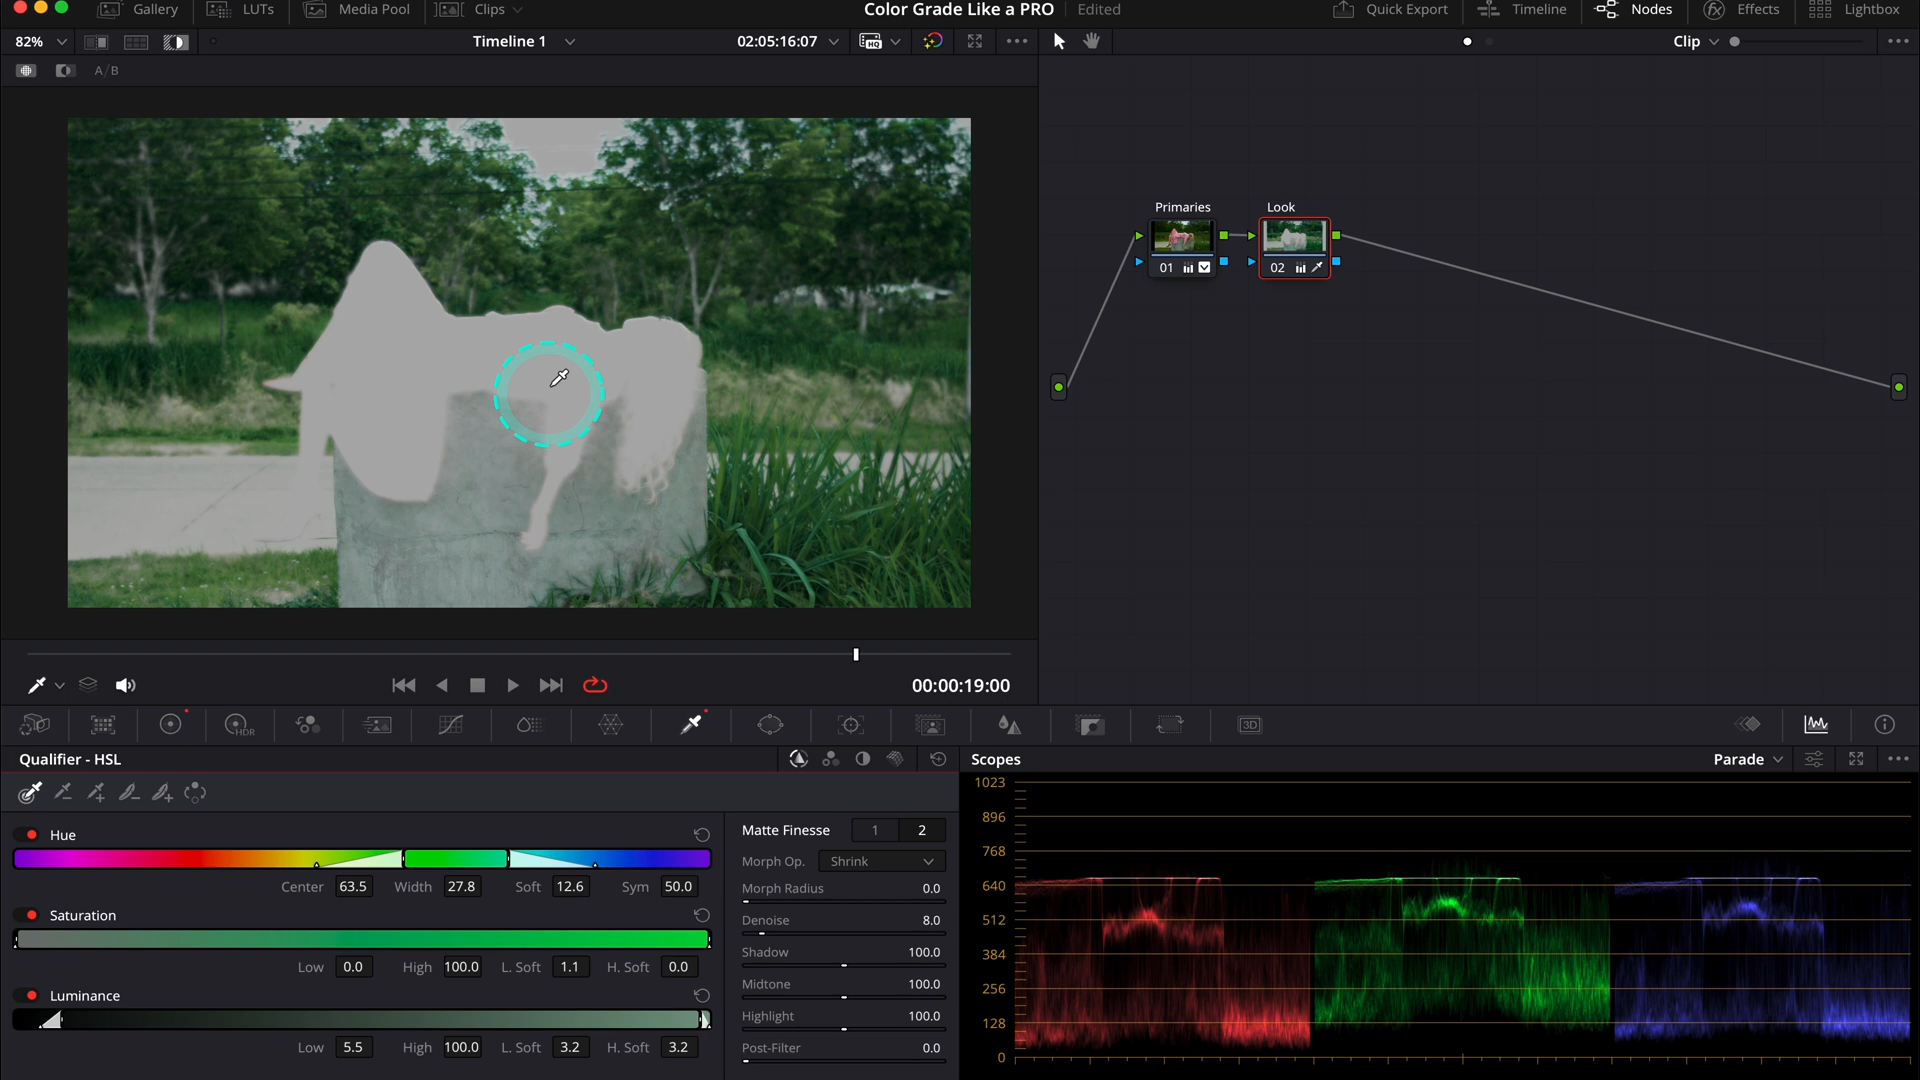 Gallery LUTs Media Pool Clips Color Grade Like a PRO Edited Quick Export Timeline Nodes Effects Lightbox
82% Timeline 1 02:05:16:07 HQ Clip
A/B
Primaries Look
01 02
00:00:19:00
HDR 3D
Qualifier - HSL
Scopes Parade
Hue
Center 63.5 Width 27.8 Soft 12.6 Sym 50.0
Saturation
Low 0.0 High 100.0 L. Soft 1.1 H. Soft 0.0
Luminance
Low 5.5 High 100.0 L. Soft 3.2 H. Soft 3.2
Matte Finesse 1 2
Morph Op. Shrink
Morph Radius 0.0
Denoise 8.0
Shadow 100.0
Midtone 100.0
Highlight 100.0
Post-Filter 0.0
1023
896
768
640
512
384
256
128
0